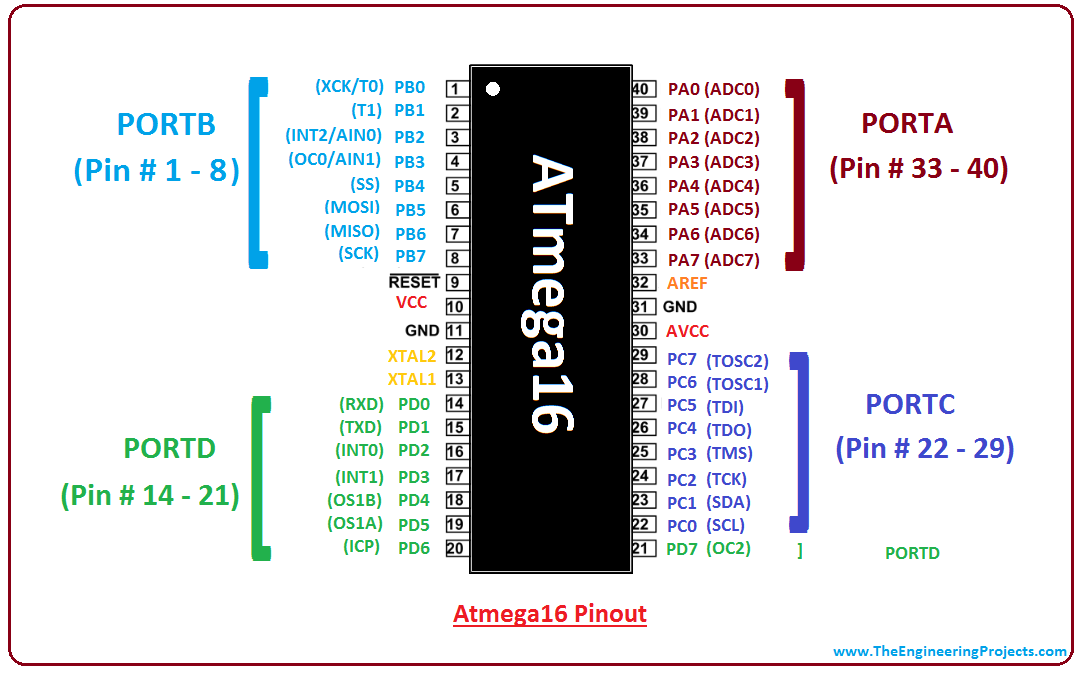 (XCK/T0) PB0 1 40 PA0 (ADC0)
(T1) PB1 2 39 PA1 (ADC1)
(INT2/AIN0) PB2 3 38 PA2 (ADC2)
(OC0/AIN1) PB3 4 37 PA3 (ADC3)
(SS) PB4 5 36 PA4 (ADC4)
(MOSI) PB5 6 35 PA5 (ADC5)
(MISO) PB6 7 34 PA6 (ADC6)
(SCK) PB7 8 33 PA7 (ADC7)
RESET 9 32 AREF
VCC 10 31 GND
GND 11 30 AVCC
XTAL2 12 29 PC7 (TOSC2)
XTAL1 13 28 PC6 (TOSC1)
(RXD) PD0 14 27 PC5 (TDI)
(TXD) PD1 15 26 PC4 (TDO)
(INT0) PD2 16 25 PC3 (TMS)
(INT1) PD3 17 24 PC2 (TCK)
(OS1B) PD4 18 23 PC1 (SDA)
(OS1A) PD5 19 22 PC0 (SCL)
(ICP) PD6 20 21 PD7 (OC2) ] PORTD
PORTB
(Pin # 1 - 8)
PORTD
(Pin # 14 - 21)
ATmega16
PORTA
(Pin # 33 - 40)
PORTC
(Pin # 22 - 29)
Atmega16 Pinout
www.TheEngineeringProjects.com